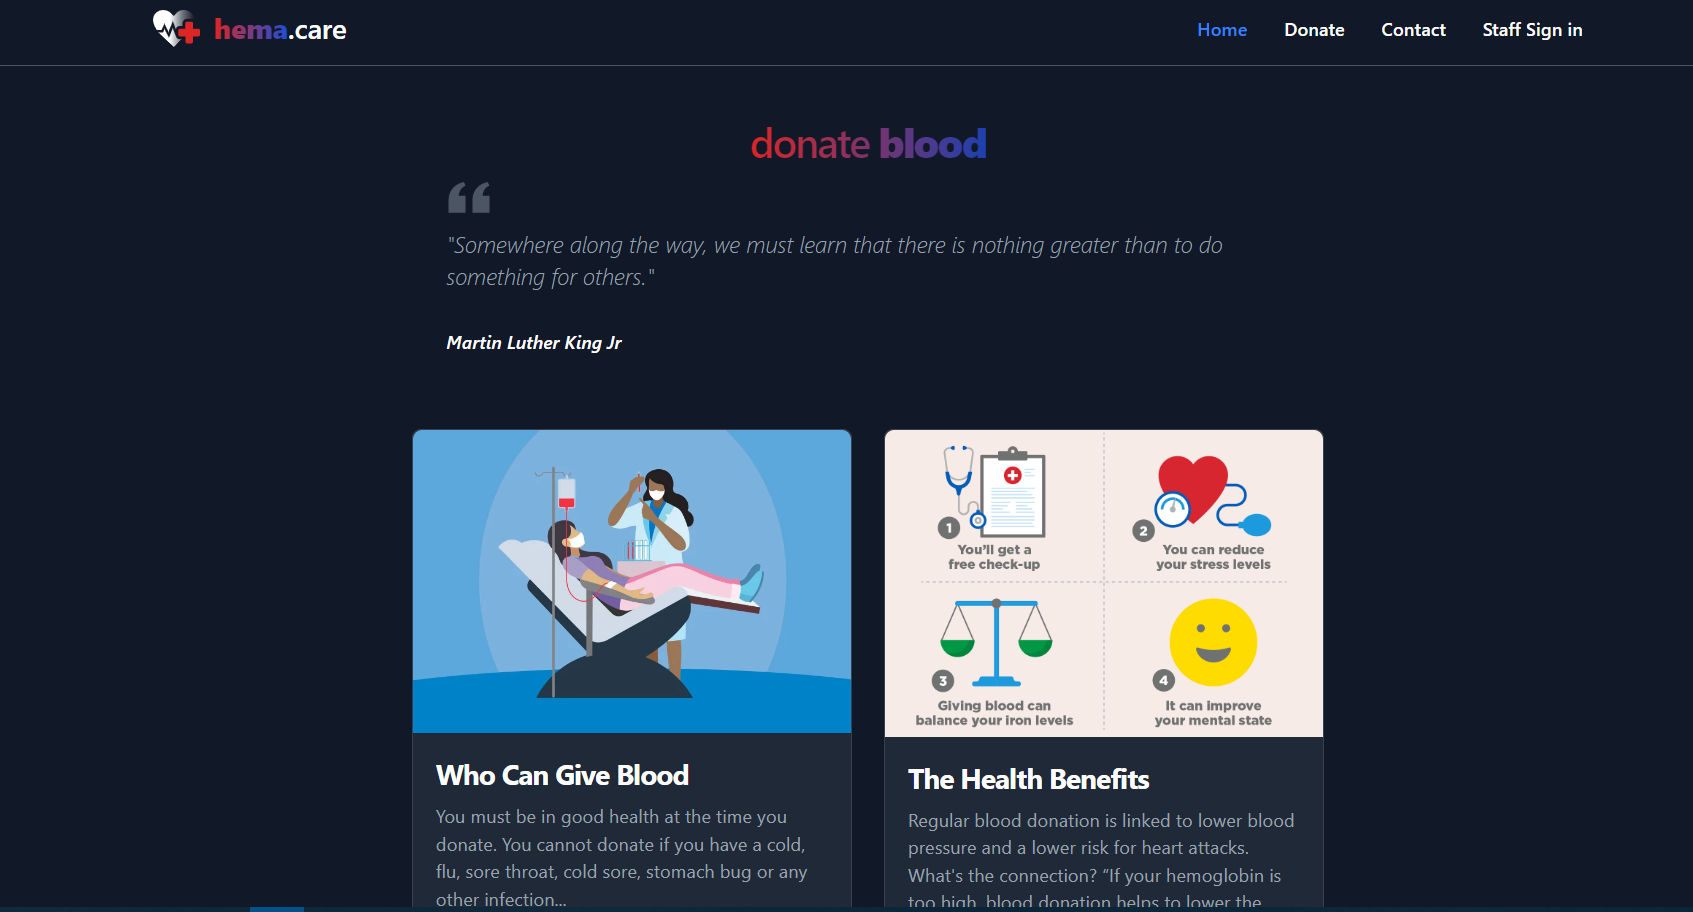 hema.care
Home Donate Contact Staff Sign in
donate blood
"Somewhere along the way, we must learn that there is nothing greater than to do
something for others."
Martin Luther King Jr
1
You'll get a
free check-up
2
You can reduce
your stress levels
3
Giving blood can
balance your iron levels
4
It can improve
your mental state
Who Can Give Blood
You must be in good health at the time you
donate. You cannot donate if you have a cold,
flu, sore throat, cold sore, stomach bug or any
other infection...
The Health Benefits
Regular blood donation is linked to lower blood
pressure and a lower risk for heart attacks.
What's the connection? “If your hemoglobin is
too high, blood donation helps to lower the